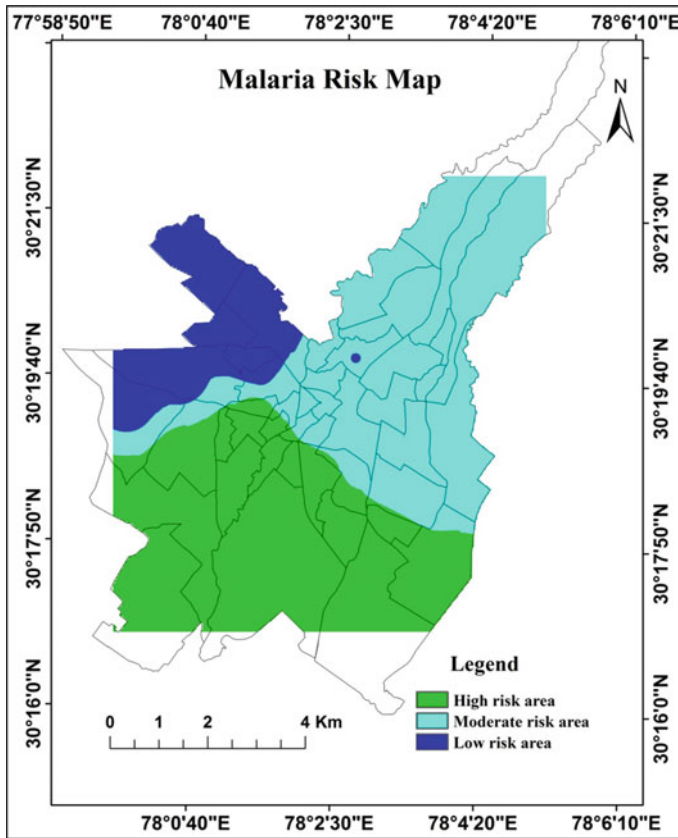 77°58'50"E 78°0'40"E 78°2'30"E 78°4'20"E 78°6'10"E
Malaria Risk Map
N
30°21'30"N
30°21'30"N
30°19'40"N
30°19'40"N
30°17'50"N
30°17'50"N
30°16'0"N
30°16'0"N
Legend
High risk area
Moderate risk area
Low risk area
0 1 2 4 Km
78°0'40"E 78°2'30"E 78°4'20"E 78°6'10"E